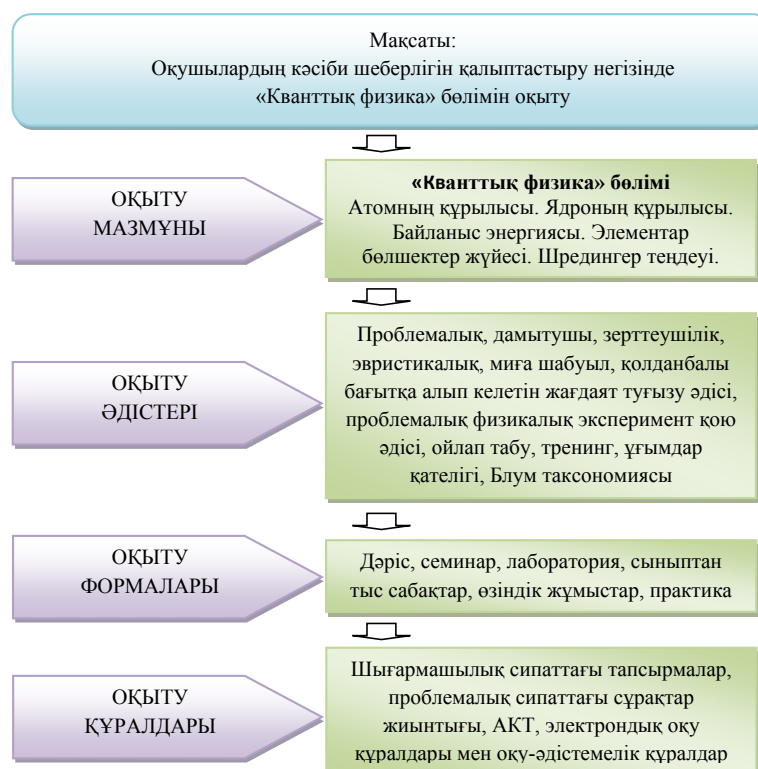 Мақсаты:
Оқушылардың кәсіби шеберлігін қалыптастыру негізінде
«Кванттық физика» бөлімін оқыту
ОҚЫТУ
МАЗМҰНЫ
«Кванттық физика» бөлімі
Атомның құрылысы. Ядроның құрылысы.
Байланыс энергиясы. Элементар
бөлшектер жүйесі. Шредингер теңдеуі.
ОҚЫТУ
ӘДІСТЕРІ
Проблемалық, дамытушы, зерттеушілік,
эвристикалық, миға шабуыл, қолданбалы
бағытқа алып келетін жағдаят туғызу әдісі,
проблемалық физикалық эксперимент қою
әдісі, ойлап табу, тренинг, ұғымдар
қателігі, Блум таксономиясы
ОҚЫТУ
ФОРМАЛАРЫ
Дәріс, семинар, лаборатория, сыныптан
тыс сабақтар, өзіндік жұмыстар, практика
ОҚЫТУ
ҚҰРАЛДАРЫ
Шығармашылық сипаттағы тапсырмалар,
проблемалық сипаттағы сұрақтар
жиынтығы, АКТ, электрондық оқу
құралдары мен оқу-әдістемелік құралдар